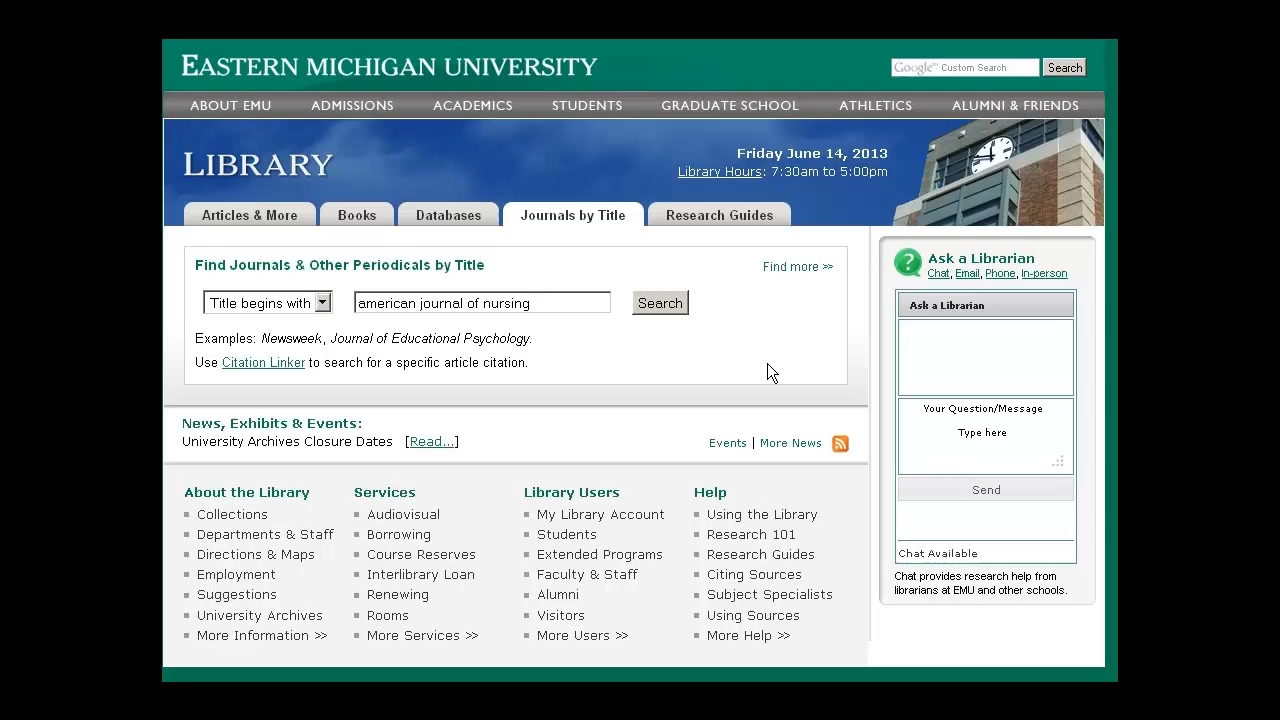 EASTERN MICHIGAN UNIVERSITY
Google™ Custom Search
Search
ABOUT EMU ADMISSIONS ACADEMICS STUDENTS GRADUATE SCHOOL ATHLETICS ALUMNI & FRIENDS
LIBRARY
Friday June 14, 2013
Library Hours: 7:30am to 5:00pm
Articles & More Books Databases Journals by Title Research Guides
Find Journals & Other Periodicals by Title
Find more >>
Title begins with american journal of nursing Search
Examples: Newsweek, Journal of Educational Psychology.
Use Citation Linker to search for a specific article citation.
News, Exhibits & Events:
University Archives Closure Dates [Read...]
Events | More News
About the Library
Collections
Departments & Staff
Directions & Maps
Employment
Suggestions
University Archives
More Information >>
Services
Audiovisual
Borrowing
Course Reserves
Interlibrary Loan
Renewing
Rooms
More Services >>
Library Users
My Library Account
Students
Extended Programs
Faculty & Staff
Alumni
Visitors
More Users >>
Help
Using the Library
Research 101
Research Guides
Citing Sources
Subject Specialists
Using Sources
More Help >>
? Ask a Librarian
Chat, Email, Phone, In-person
Ask a Librarian
Your Question/Message
Type here
Send
Chat Available
Chat provides research help from
librarians at EMU and other schools.